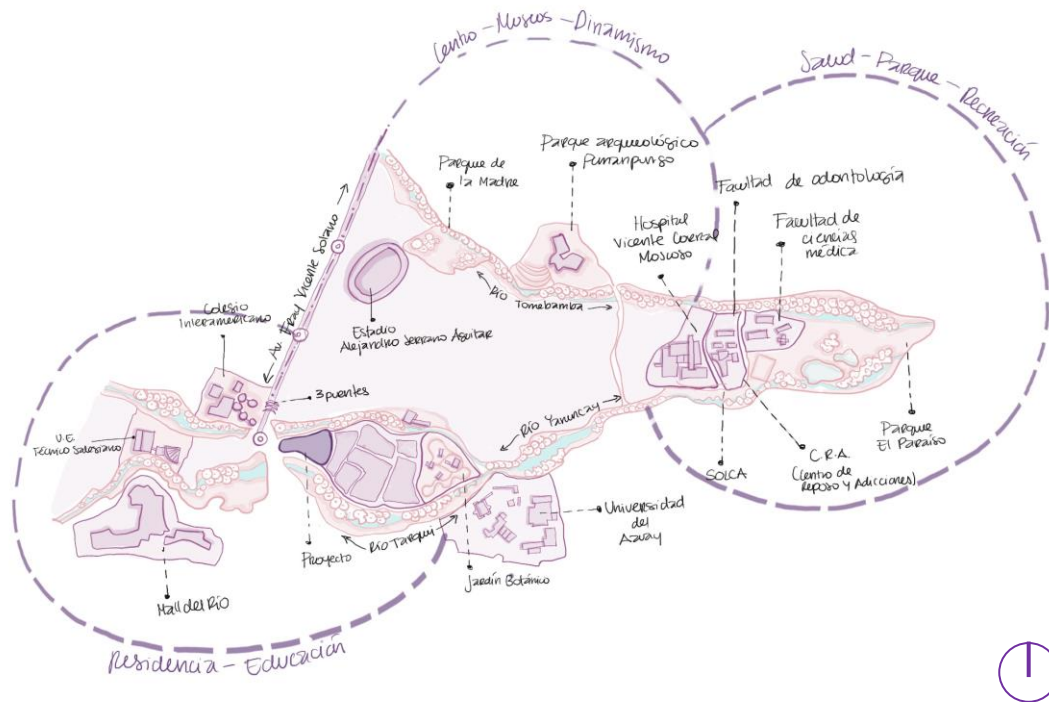 Centro - Museos - Dinamismo
Salud - Parque - Recreación
Parque de
la Madre
Parque arqueológico
Pumapungo
Facultad de odontología
Hospital
Vicente Corral
Moscoso
Facultad de
ciencias
médica
Av. Fray Vicente Solano
Río
Tomebamba
Colegio
Interamericano
Estadio
Alejandro Serrano Aguilar
3 puentes
Río Yanuncay
U.E.
Técnico Salesiano
Parque
El Paraíso
C.R.A.
(Centro de
Reposo y Adicciones)
SOLCA
Universidad
del
Azuay
Río Tarqui
Proyecto
Jardín Botánico
Mall del Río
Residencia - Educación